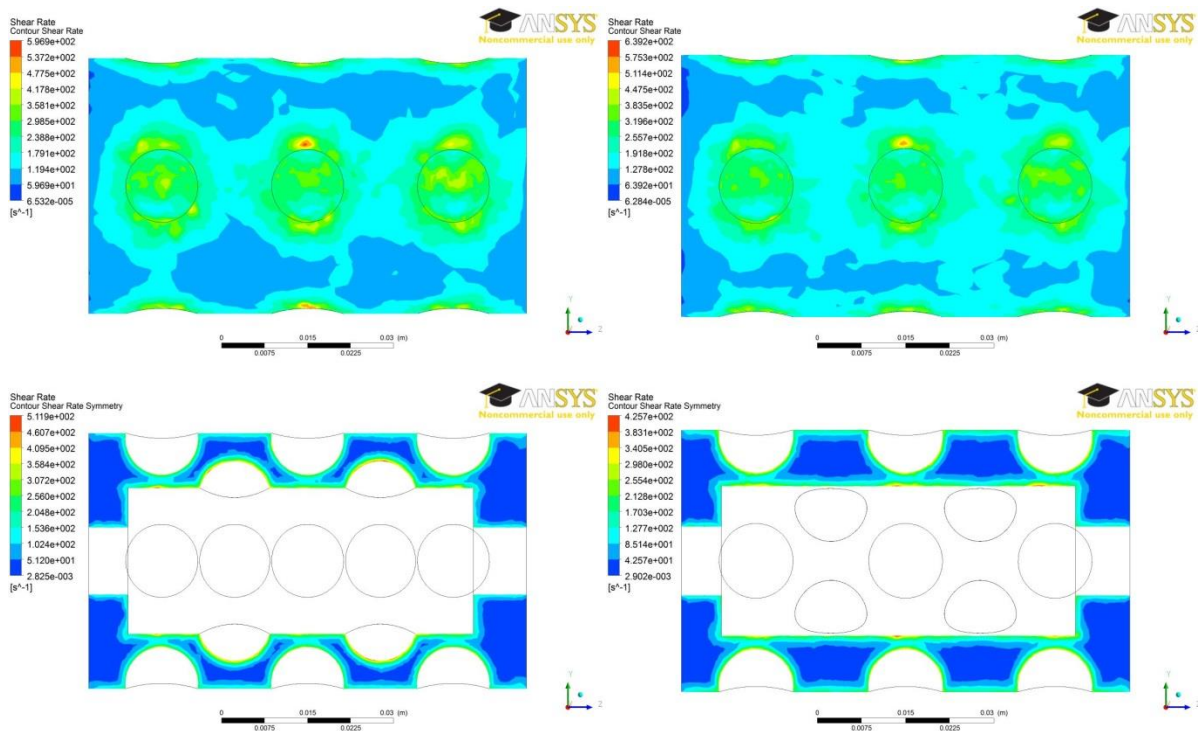 Shear Rate
Contour Shear Rate
5.969e+002
5.372e+002
4.775e+002
4.178e+002
3.581e+002
2.985e+002
2.388e+002
1.791e+002
1.194e+002
5.969e+001
6.532e-005
[s^-1]
ANSYS
Noncommercial use only
0 0.015 0.03 (m)
0.0075 0.0225
Y
Z
Shear Rate
Contour Shear Rate
6.392e+002
5.753e+002
5.114e+002
4.475e+002
3.835e+002
3.196e+002
2.557e+002
1.918e+002
1.278e+002
6.392e+001
6.284e-005
[s^-1]
ANSYS
Noncommercial use only
0 0.015 0.03 (m)
0.0075 0.0225
Y
Z
Shear Rate
Contour Shear Rate Symmetry
5.119e+002
4.607e+002
4.095e+002
3.584e+002
3.072e+002
2.560e+002
2.048e+002
1.536e+002
1.024e+002
5.120e+001
2.825e-003
[s^-1]
ANSYS
Noncommercial use only
0 0.015 0.03 (m)
0.0075 0.0225
Y
Z
Shear Rate
Contour Shear Rate Symmetry
4.257e+002
3.831e+002
3.405e+002
2.980e+002
2.554e+002
2.128e+002
1.703e+002
1.277e+002
8.514e+001
4.257e+001
2.902e-003
[s^-1]
ANSYS
Noncommercial use only
0 0.015 0.03 (m)
0.0075 0.0225
Y
Z